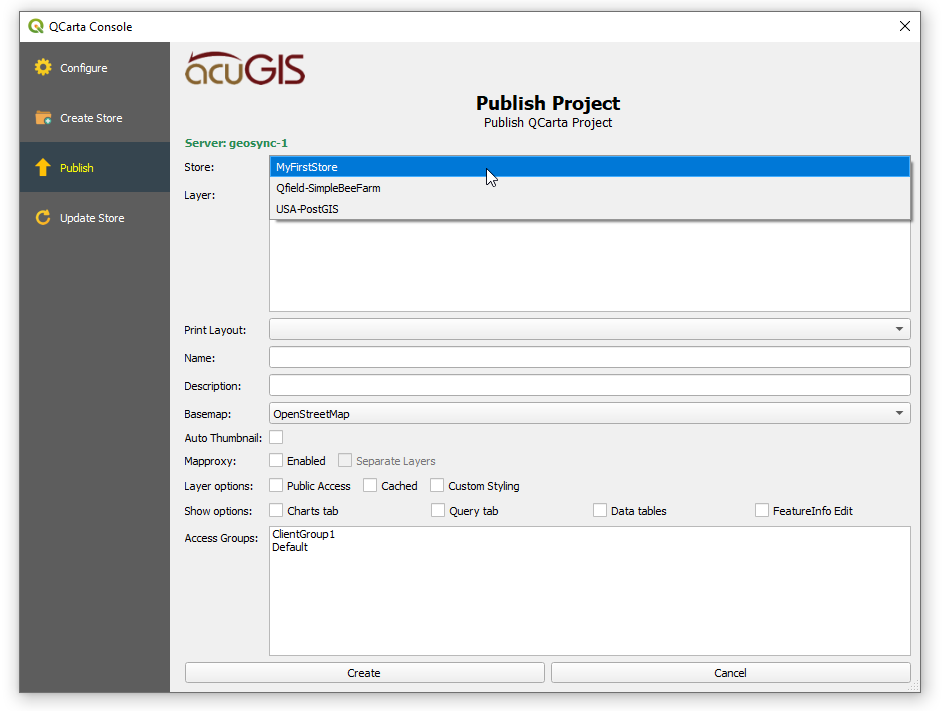 QCarta Console
Configure
Create Store
Publish
Update Store
acuGIS
Publish Project
Publish QCarta Project
Server: geosync-1
Store:
MyFirstStore
Qfield-SimpleBeeFarm
USA-PostGIS
Layer:
Print Layout:
Name:
Description:
Basemap: OpenStreetMap
Auto Thumbnail:
Mapproxy: Enabled Separate Layers
Layer options: Public Access Cached Custom Styling
Show options: Charts tab Query tab Data tables FeatureInfo Edit
Access Groups: ClientGroup1
Default
Create Cancel